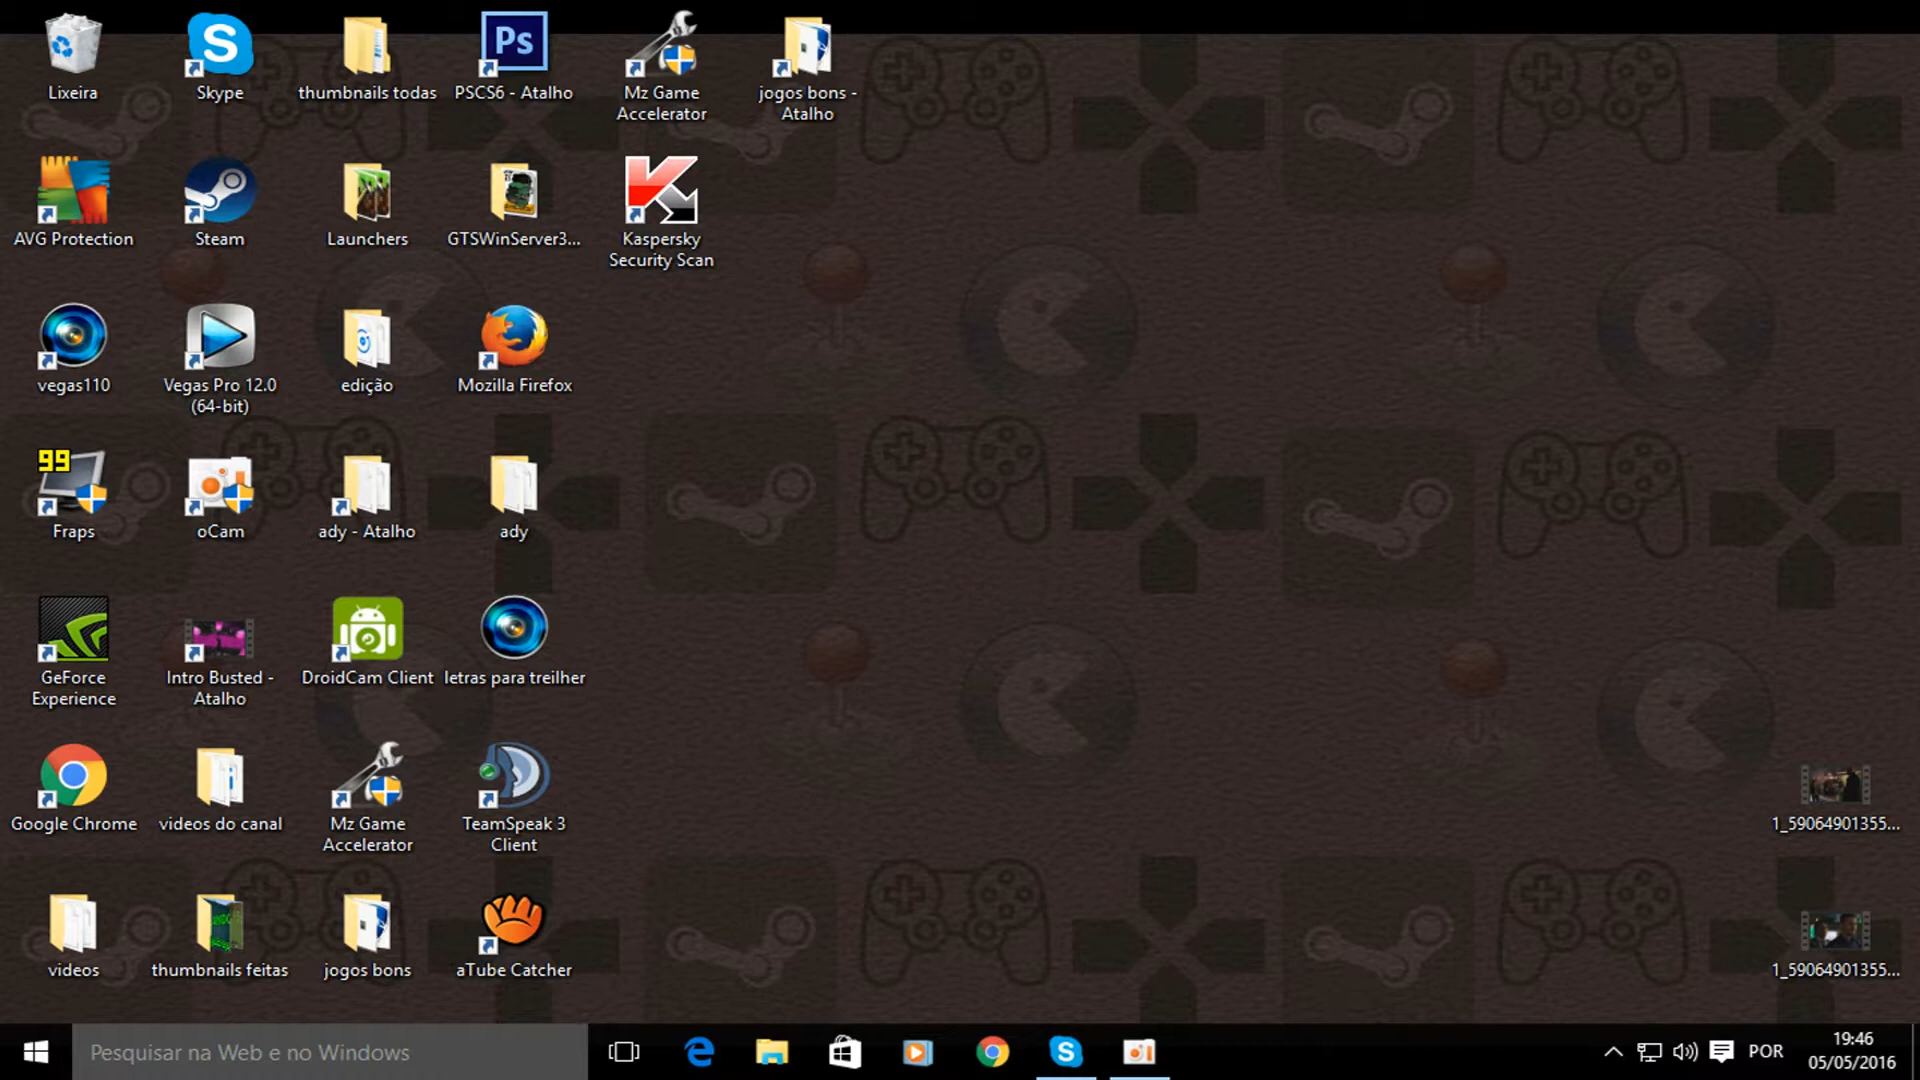 Lixeira
Skype
thumbnails todas
Ps
PSCS6 - Atalho
Mz Game
Accelerator
jogos bons -
Atalho
AVG Protection
Steam
Launchers
GTSWinServer3...
Kaspersky
Security Scan
vegas110
Vegas Pro 12.0
(64-bit)
edição
Mozilla Firefox
99
Fraps
oCam
ady - Atalho
ady
GeForce
Experience
Intro Busted -
Atalho
DroidCam Client
letras para treilher
Google Chrome
videos do canal
Mz Game
Accelerator
TeamSpeak 3
Client
1_59064901355...
videos
thumbnails feitas
jogos bons
aTube Catcher
1_59064901355...
Pesquisar na Web e no Windows
POR
19:46
05/05/2016